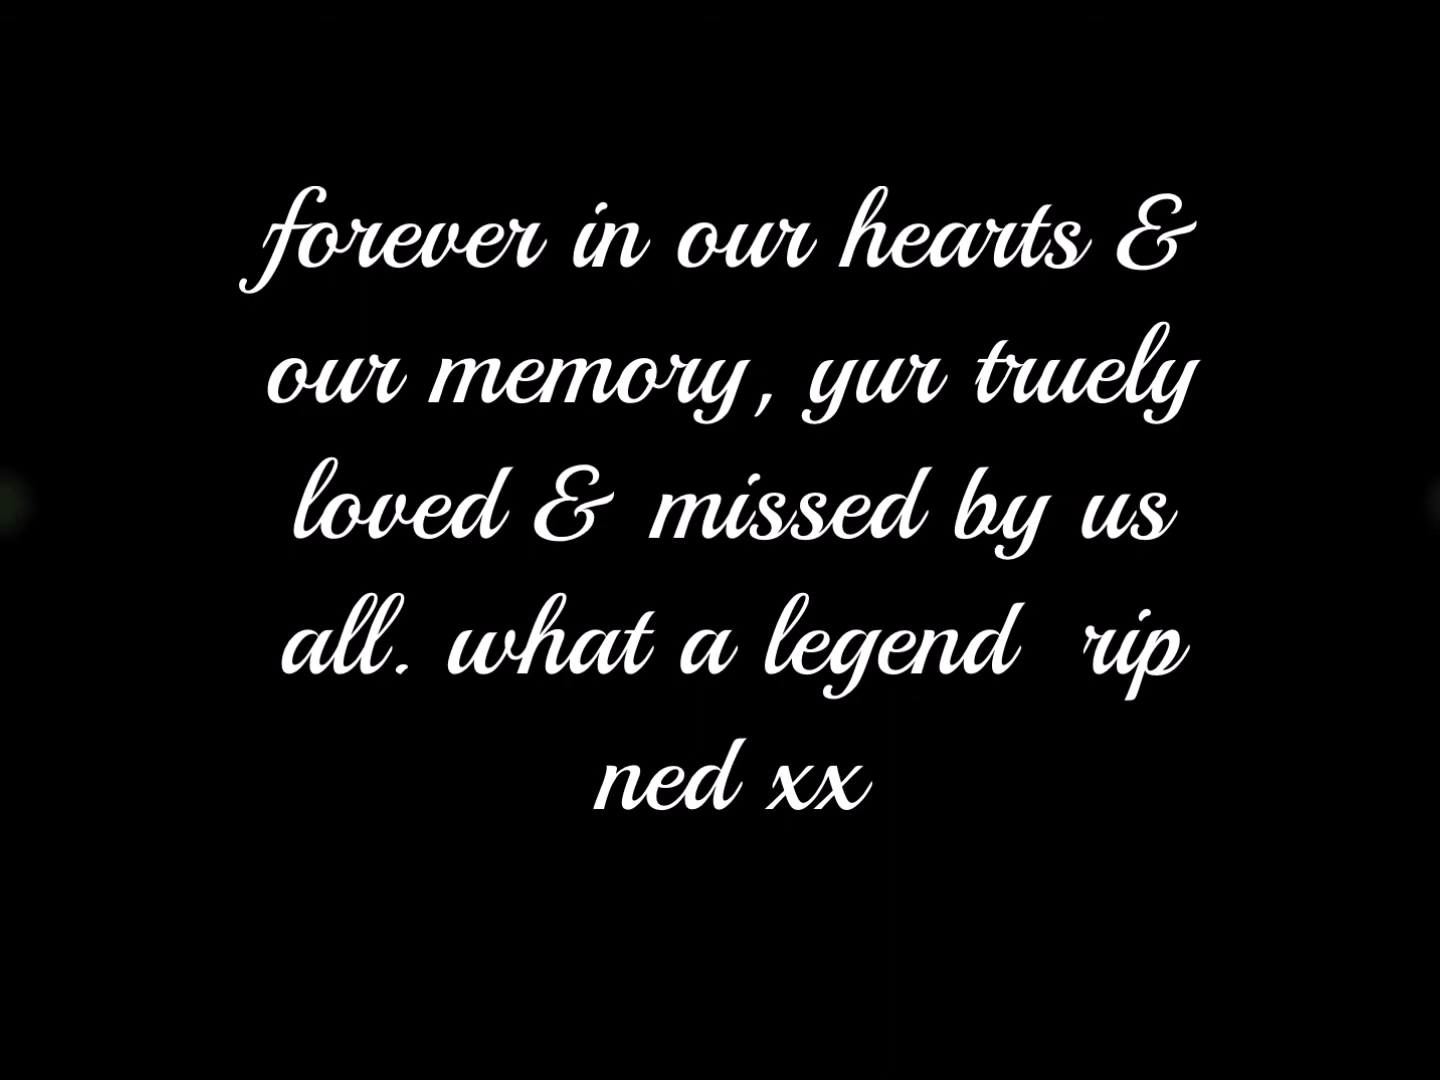 forever in our hearts &
our memory, yur truely
loved & missed by us
all. what a legend rip
ned xx